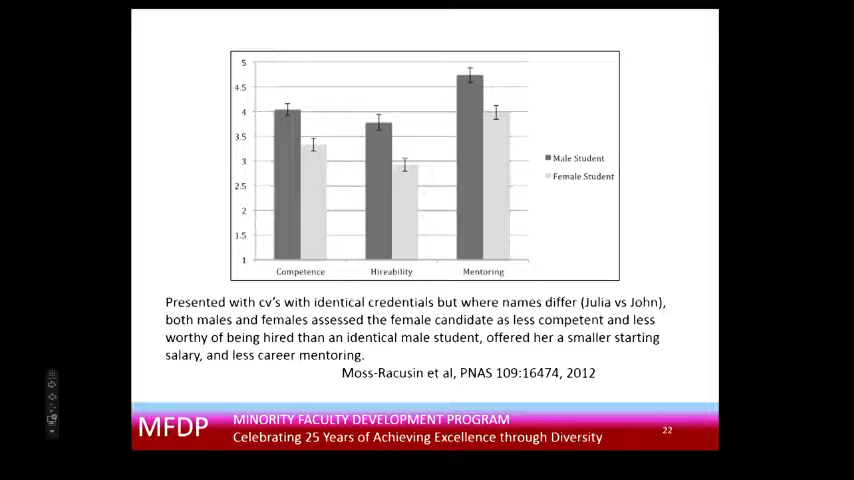 5
4.5
4
3.5
3
2.5
2
1.5
1
Competence Hireability Mentoring
Male Student
Female Student
Presented with cv's with identical credentials but where names differ (Julia vs John),
both males and females assessed the female candidate as less competent and less
worthy of being hired than an identical male student, offered her a smaller starting
salary, and less career mentoring.
Moss-Racusin et al, PNAS 109:16474, 2012
MFDP
MINORITY FACULTY DEVELOPMENT PROGRAM
Celebrating 25 Years of Achieving Excellence through Diversity
22